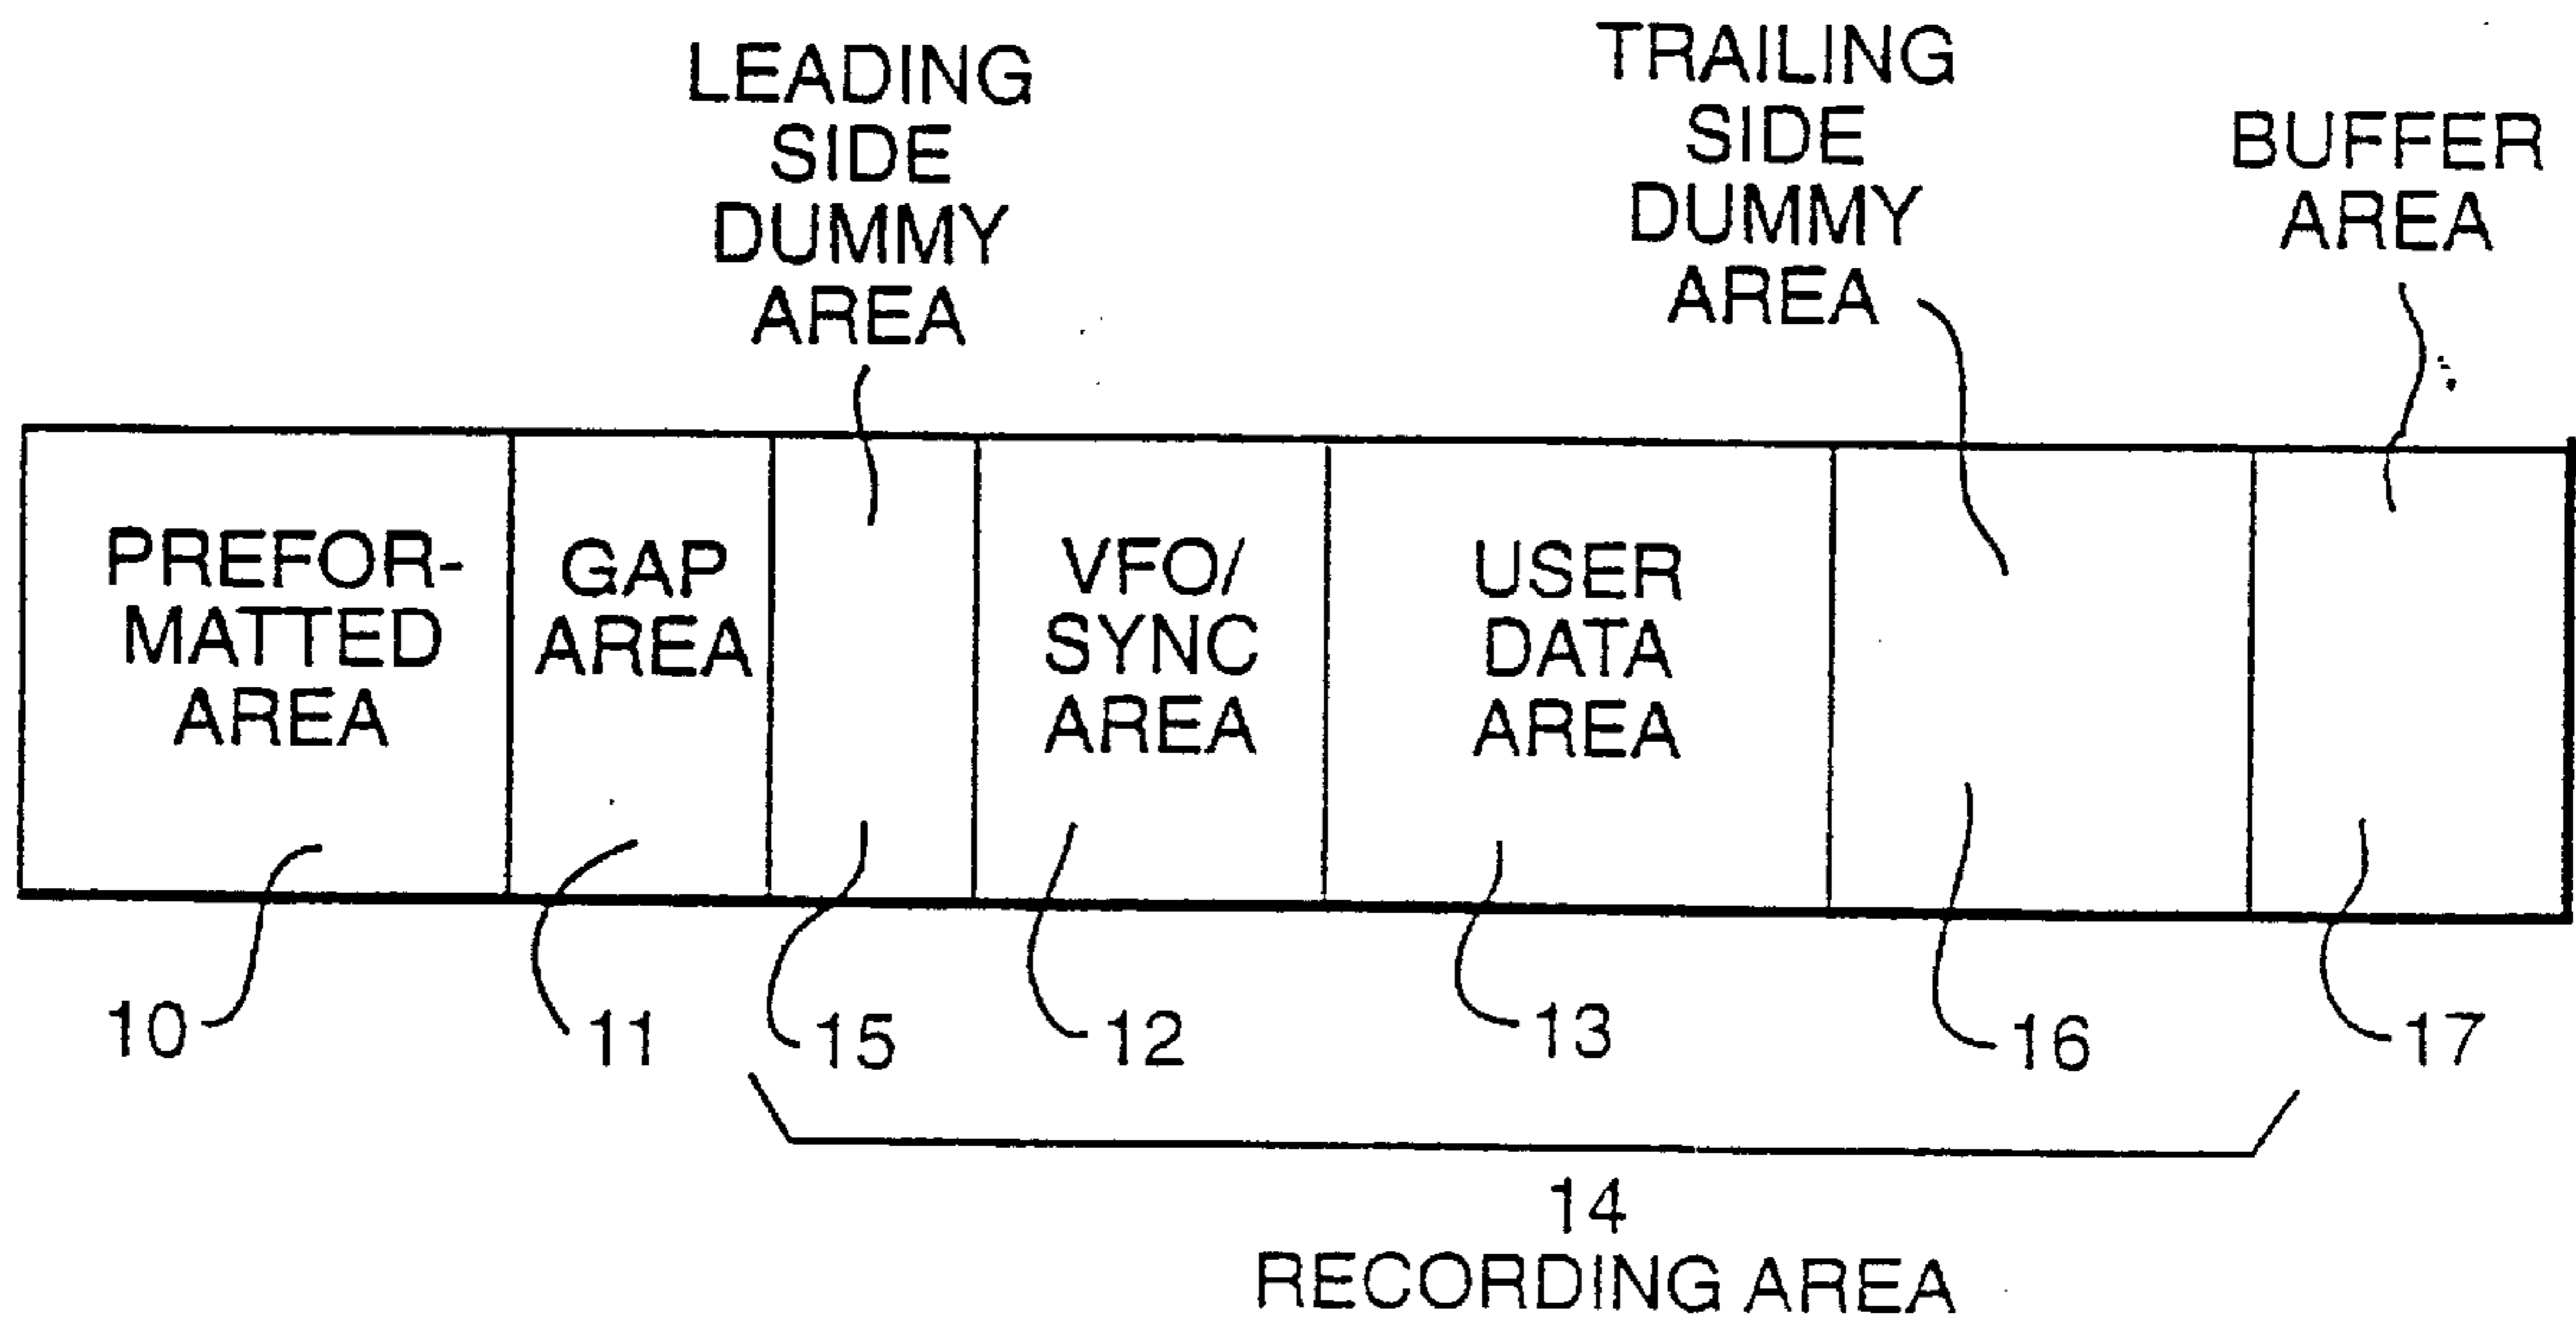 LEADING
SIDE
DUMMY
AREA
TRAILING
SIDE
DUMMY
AREA
BUFFER
AREA
PREFOR-
MATTED
AREA
GAP
AREA
VFO/
SYNC
AREA
USER
DATA
AREA
10
11
15
12
13
16
17
14
RECORDING AREA